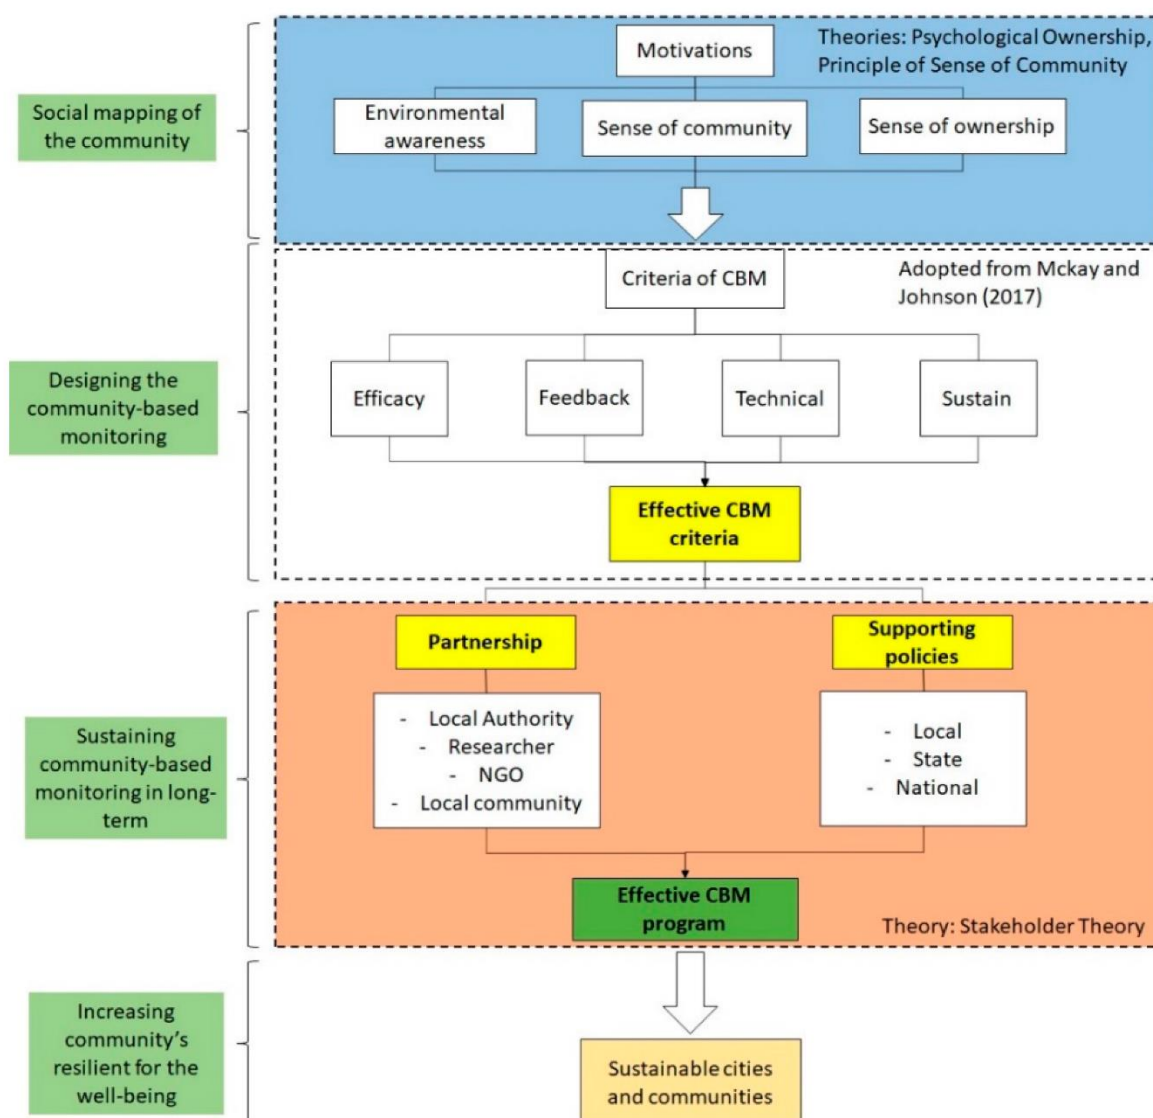 Motivations
Theories: Psychological Ownership,
Principle of Sense of Community
Social mapping of
the community
Environmental
awareness
Sense of community
Sense of ownership
Criteria of CBM
Adopted from Mckay and
Johnson (2017)
Designing the
community-based
monitoring
Efficacy
Feedback
Technical
Sustain
Effective CBM
criteria
Partnership
Supporting
policies
Sustaining
community-based
monitoring in long-
term
- Local Authority
- Researcher
- NGO
- Local community
- Local
- State
- National
Effective CBM
program
Theory: Stakeholder Theory
Increasing
community's
resilient for the
well-being
Sustainable cities
and communities